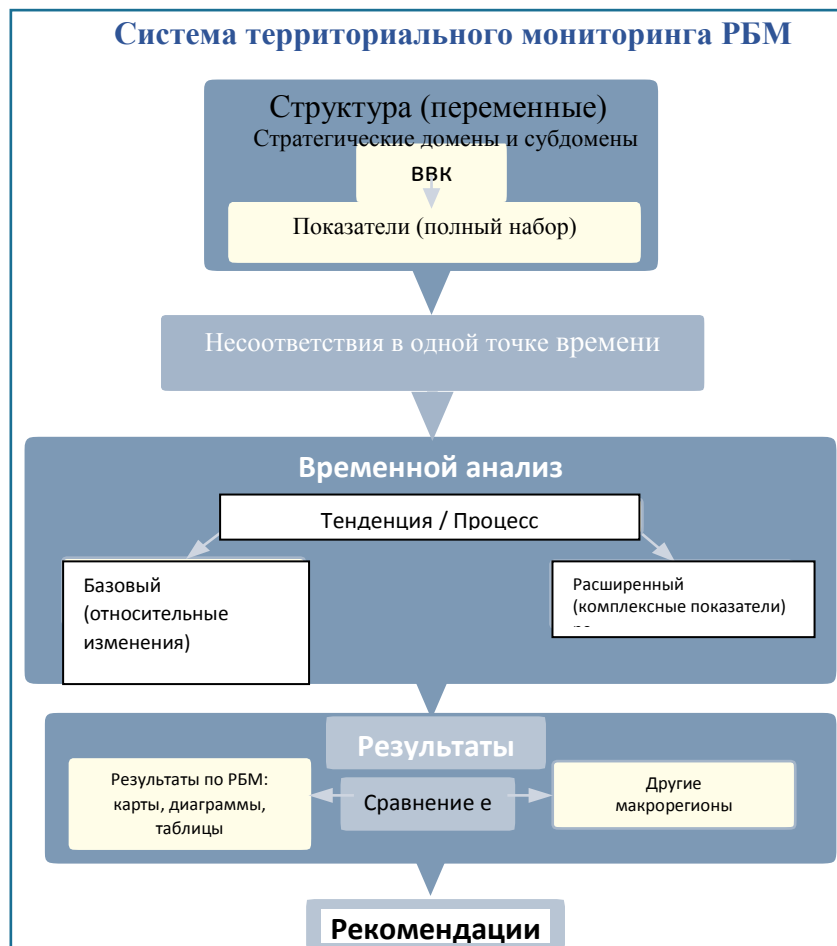 Система территориального мониторинга РБМ
Структура (переменные)
Стратегические домены и субдомены
ввк
Показатели (полный набор)
Несоответствия в одной точке времени
Временной анализ
Тенденция / Процесс
Базовый
(относительные
изменения)
Расширенный
(комплексные показатели)
Результаты
Результаты по РБМ:
карты, диаграммы,
таблицы
Сравнение е
Другие
макрорегионы
Рекомендации